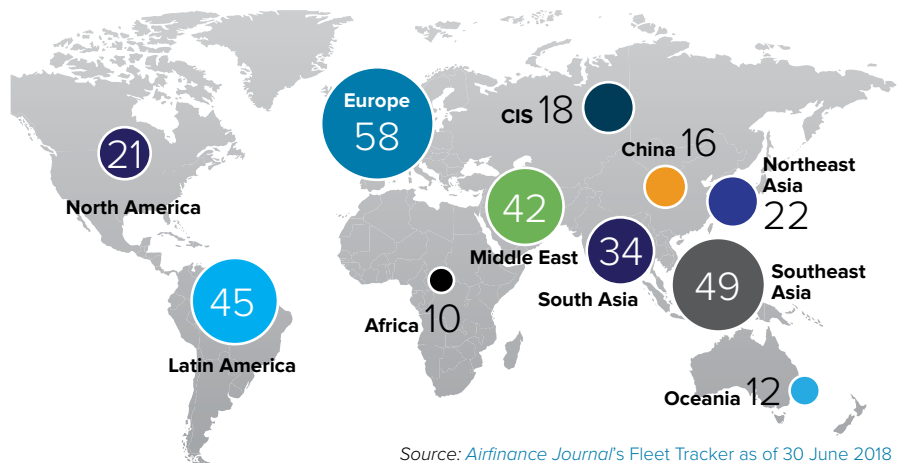 Europe
58
CIS 18
21
North America
China 16
Northeast
Asia
22
42
Middle East
34
South Asia
49
Southeast
Asia
45
Latin America
Africa 10
Oceania 12
Source: Airfinance Journal's Fleet Tracker as of 30 June 2018